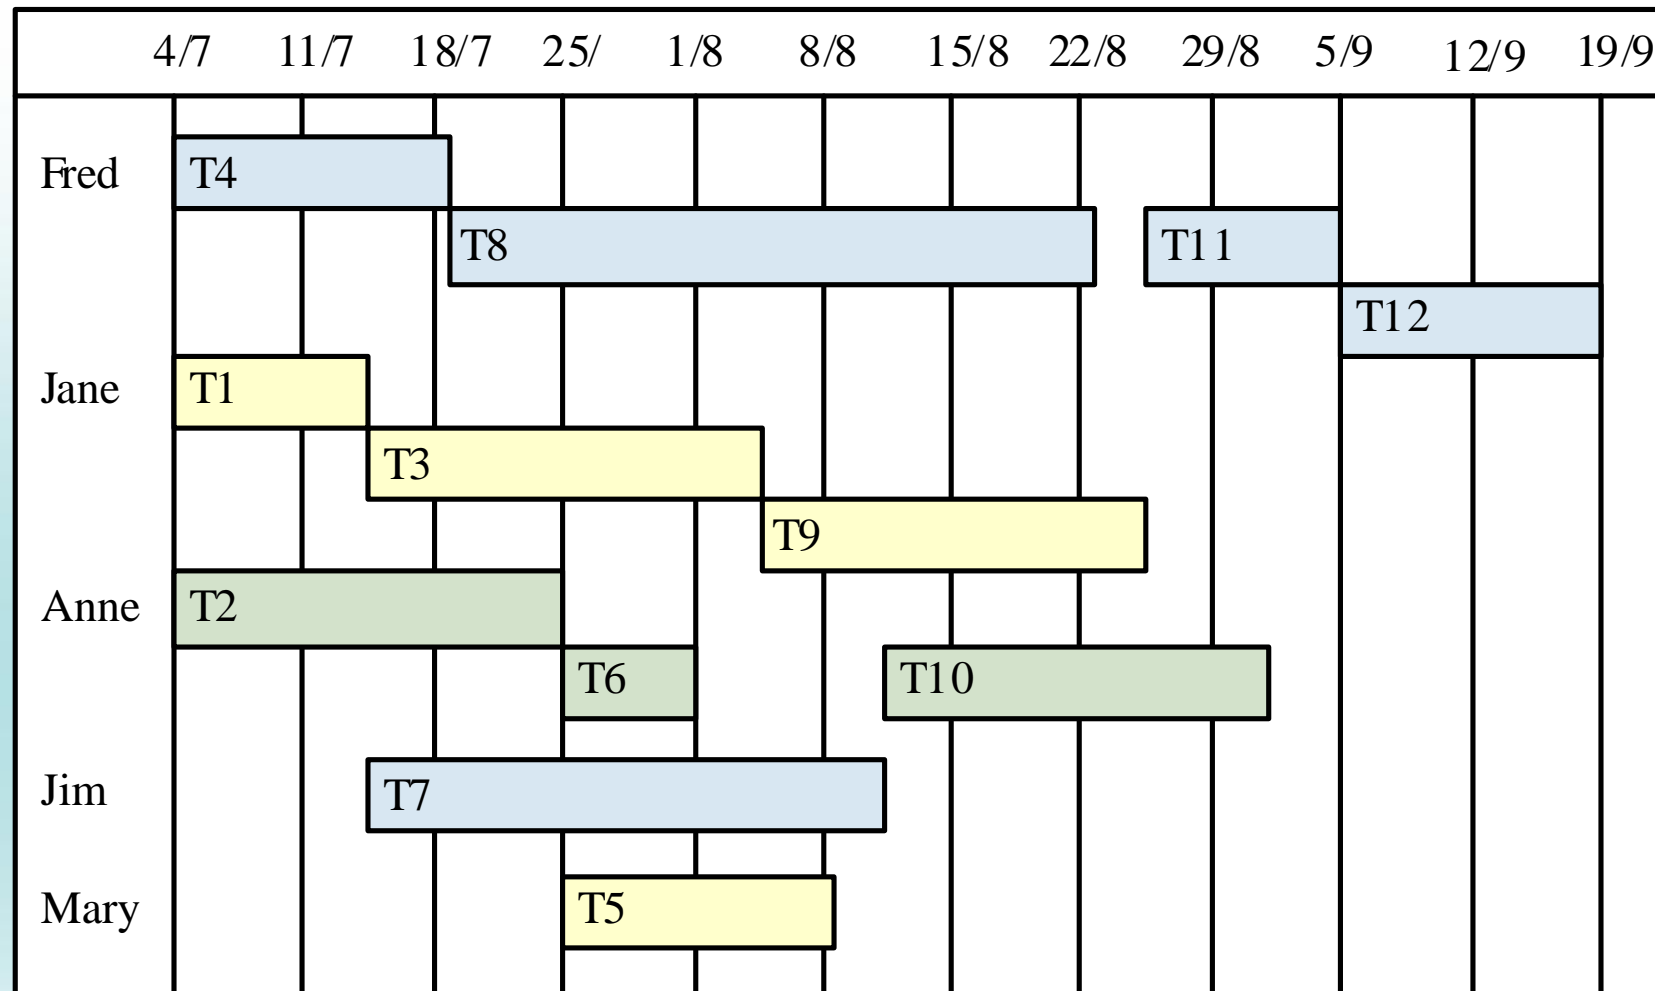 4/7 11/7 18/7 25/ 1/8 8/8 15/8 22/8 29/8 5/9 12/9 19/9
Fred T4
T8 T11
T12
Jane T1
T3
T9
Anne T2
T6 T10
Jim T7
Mary T5